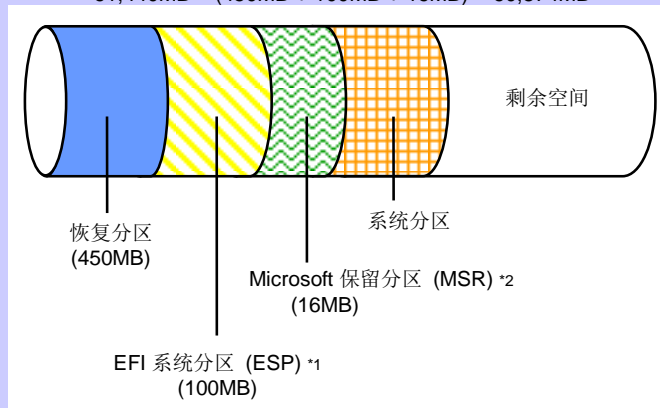 剩余空间
系统分区
恢复分区
(450MB)
Microsoft 保留分区 (MSR) *2
(16MB)
EFI 系统分区 (ESP) *1
(100MB)